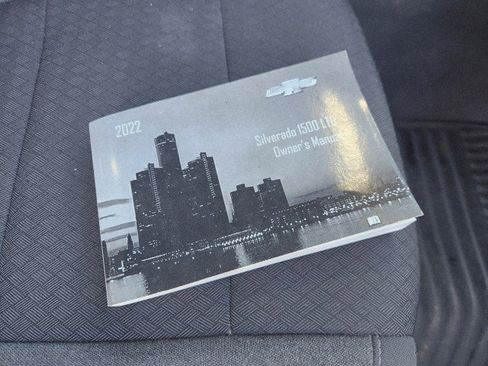 2022
Silverado 1500 LTD
Owner's Manual